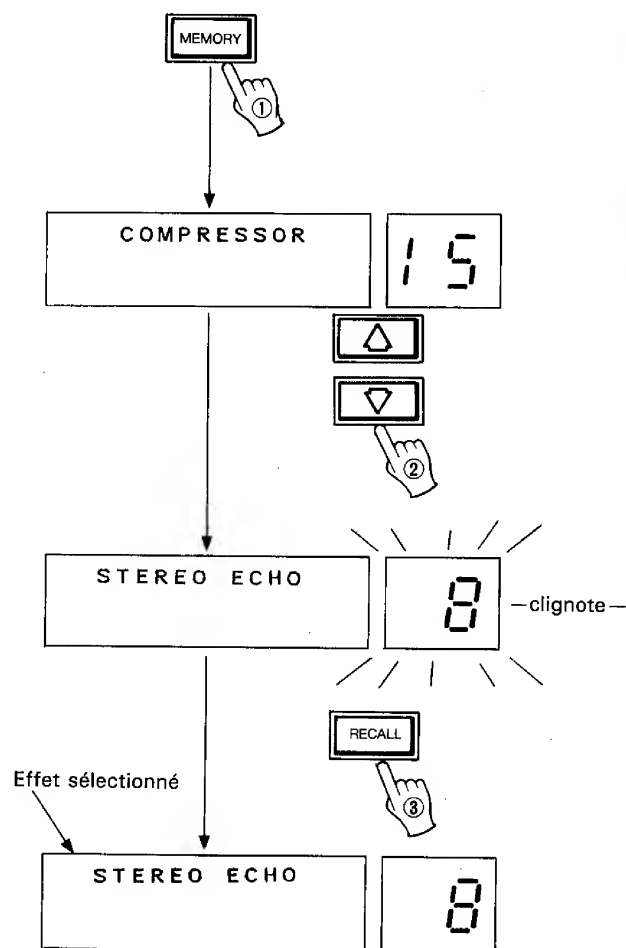 MEMORY
①
COMPRESSOR 15
②
STEREO ECHO 8 —clignote—
RECALL
Effet sélectionné
③
STEREO ECHO 8